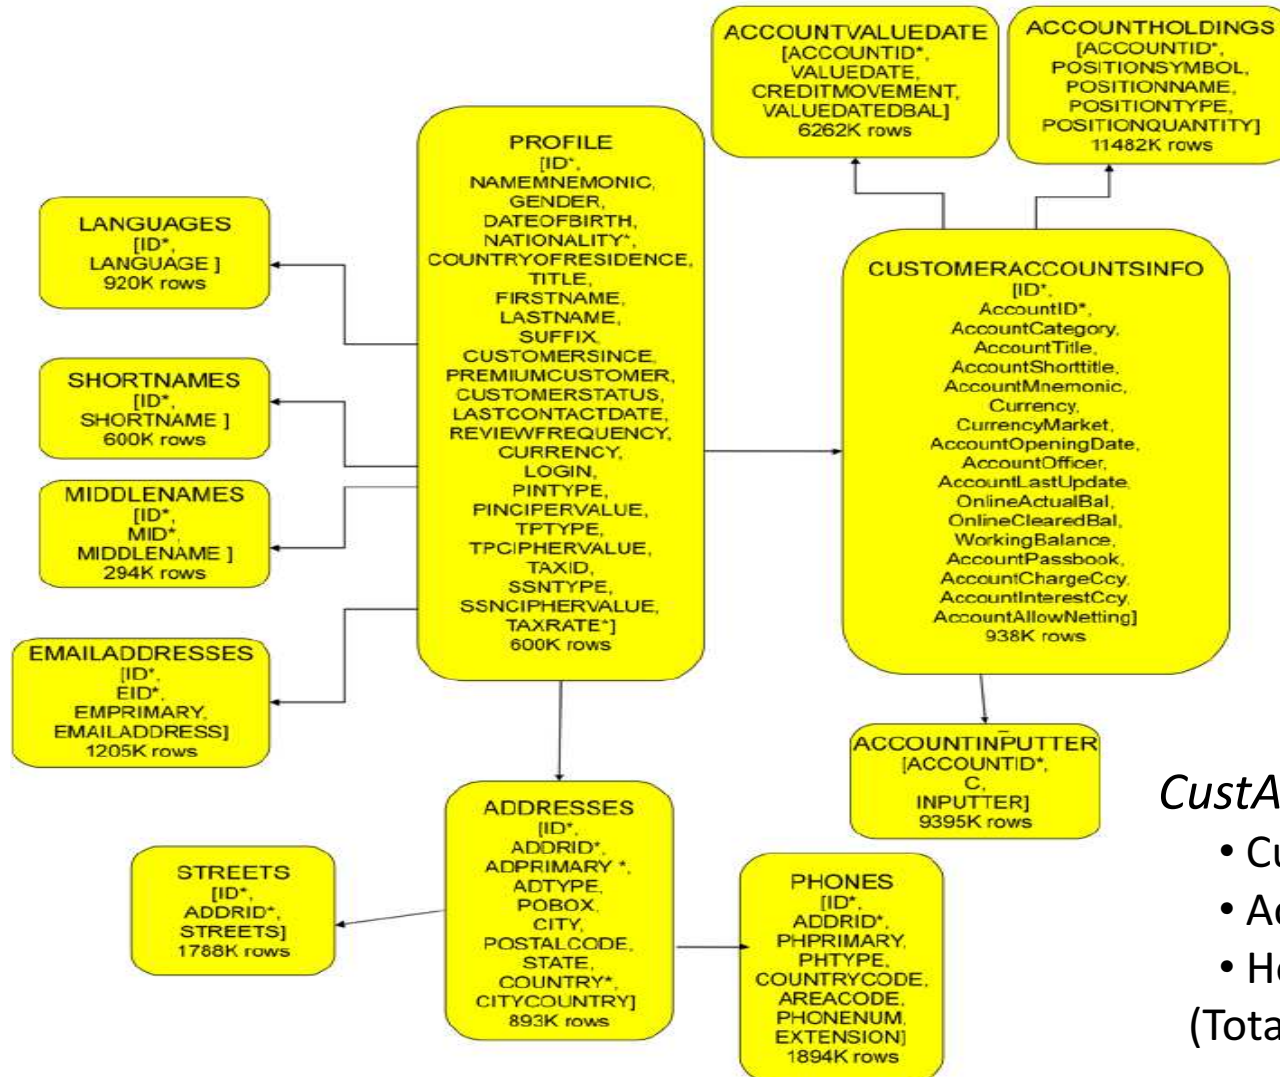 ACCOUNTVALUEDATE
[ACCOUNTID*,
VALUEDATE,
CREDITMOVEMENT,
VALUEDATEDBAL]
6262K rows
ACCOUNTHOLDINGS
[ACCOUNTID*,
POSITIONSYMBOL,
POSITIONNAME,
POSITIONTYPE,
POSITIONQUANTITY]
11482K rows
PROFILE
[ID*,
NAMEMNEMONIC,
GENDER,
DATEOFBIRTH,
NATIONALITY*,
COUNTRYOFRESIDENCE,
TITLE,
FIRSTNAME,
LASTNAME,
SUFFIX,
CUSTOMERSINCE,
PREMIUMCUSTOMER,
CUSTOMERSTATUS,
LASTCONTACTDATE,
REVIEWFREQUENCY,
CURRENCY,
LOGIN,
PINTYPE,
PINCIPERVALUE,
TPTYPE,
TPCIPHERVALUE,
TAXID,
SSNTYPE,
SSNCIPHERVALUE,
TAXRATE*]
600K rows
LANGUAGES
[ID*,
LANGUAGE ]
920K rows
SHORTNAMES
[ID*,
SHORTNAME ]
600K rows
MIDDLENAMES
[ID*,
MID*,
MIDDLENAME ]
294K rows
EMAILADDRESSES
[ID*,
EID*,
EMPRIMARY,
EMAILADDRESS]
1205K rows
CUSTOMERACCOUNTSINFO
[ID*,
AccountID*,
AccountCategory,
AccountTitle,
AccountShorttitle,
AccountMnemonic,
Currency,
CurrencyMarket,
AccountOpeningDate,
AccountOfficer,
AccountLastUpdate,
OnlineActualBal,
OnlineClearedBal,
WorkingBalance,
AccountPassbook,
AccountChargeCcy,
AccountInterestCcy,
AccountAllowNetting]
938K rows
ACCOUNTINPUTTER
[ACCOUNTID*,
C,
INPUTTER]
9395K rows
ADDRESSES
[ID*,
ADDRID*,
ADPRIMARY *,
ADTYPE,
POBOX,
CITY,
POSTALCODE,
STATE,
COUNTRY*,
CITYCOUNTRY]
893K rows
STREETS
[ID*,
ADDRID*,
STREETS]
1788K rows
PHONES
[ID*,
ADDRID*,
PHPRIMARY,
PHTYPE,
COUNTRYCODE,
AREACODE,
PHONENUM,
EXTENSION]
1894K rows
CustA
• Cu
• A
• H
(Tota